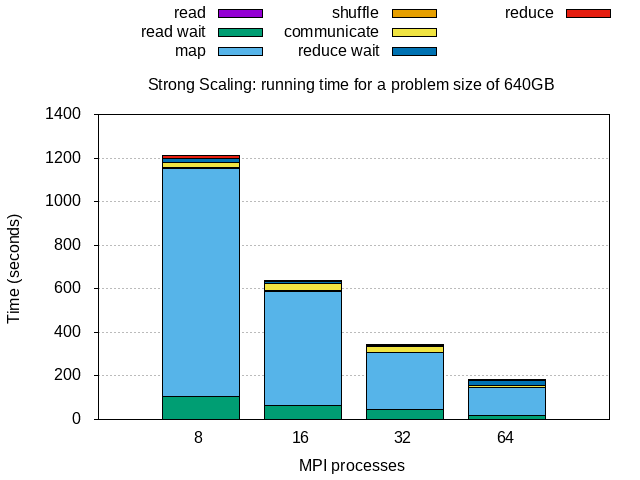 read shuffle reduce
read wait communicate
map reduce wait
Strong Scaling: running time for a problem size of 640GB
1400
1200
1000
800
600
400
200
0
Time (seconds)
8 16 32 64
MPI processes